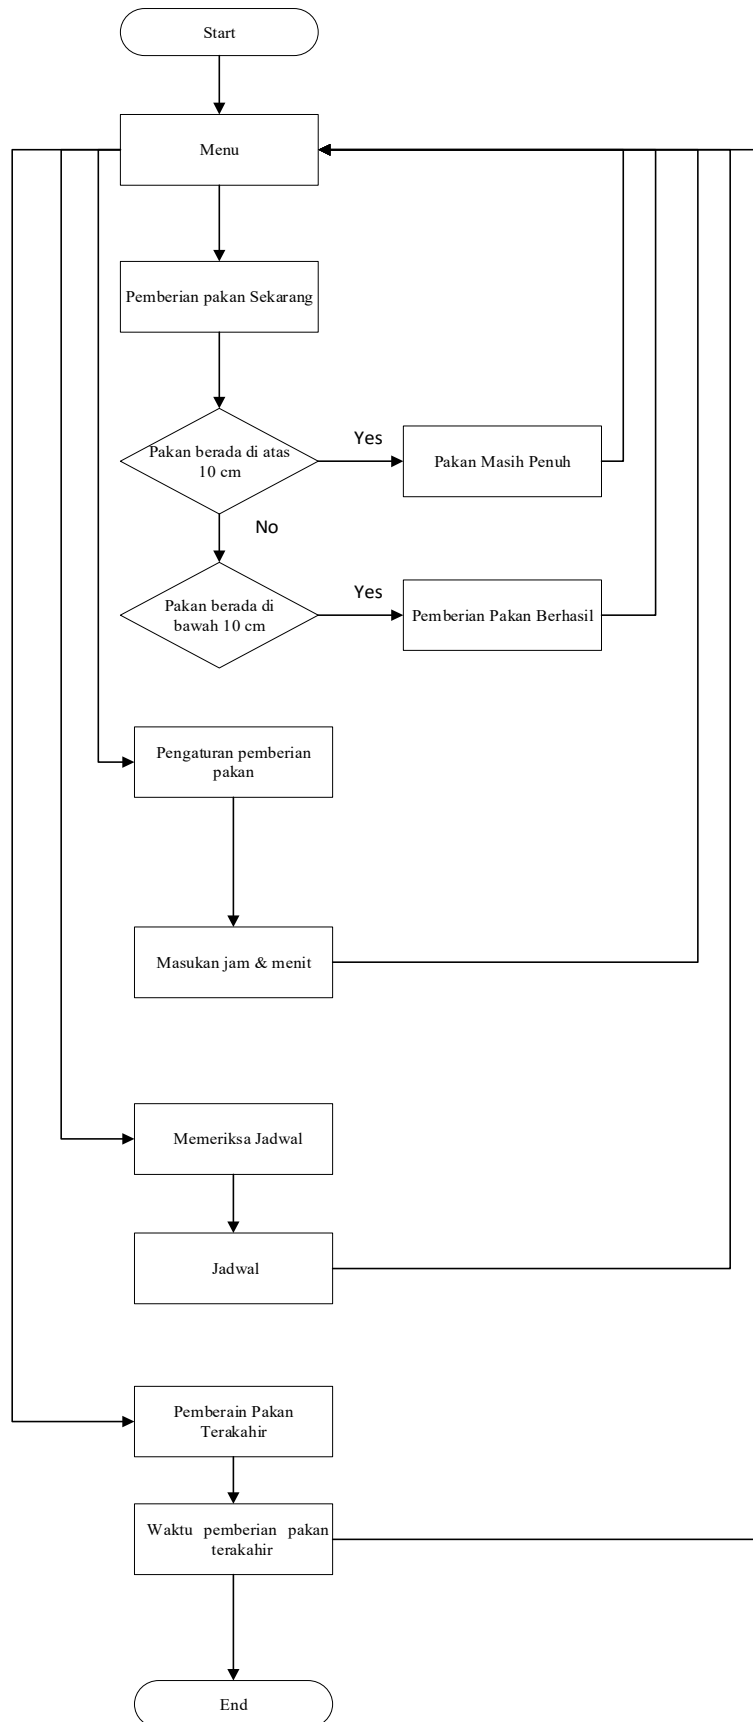 Start
Menu
Pemberian pakan Sekarang
Pakan berada di atas
10 cm
Yes
Pakan Masih Penuh
No
Pakan berada di
bawah 10 cm
Yes
Pemberian Pakan Berhasil
Pengaturan pemberian
pakan
Masukan jam & menit
Memeriksa Jadwal
Jadwal
Pemberain Pakan
Terakahir
Waktu pemberian pakan
terakahir
End